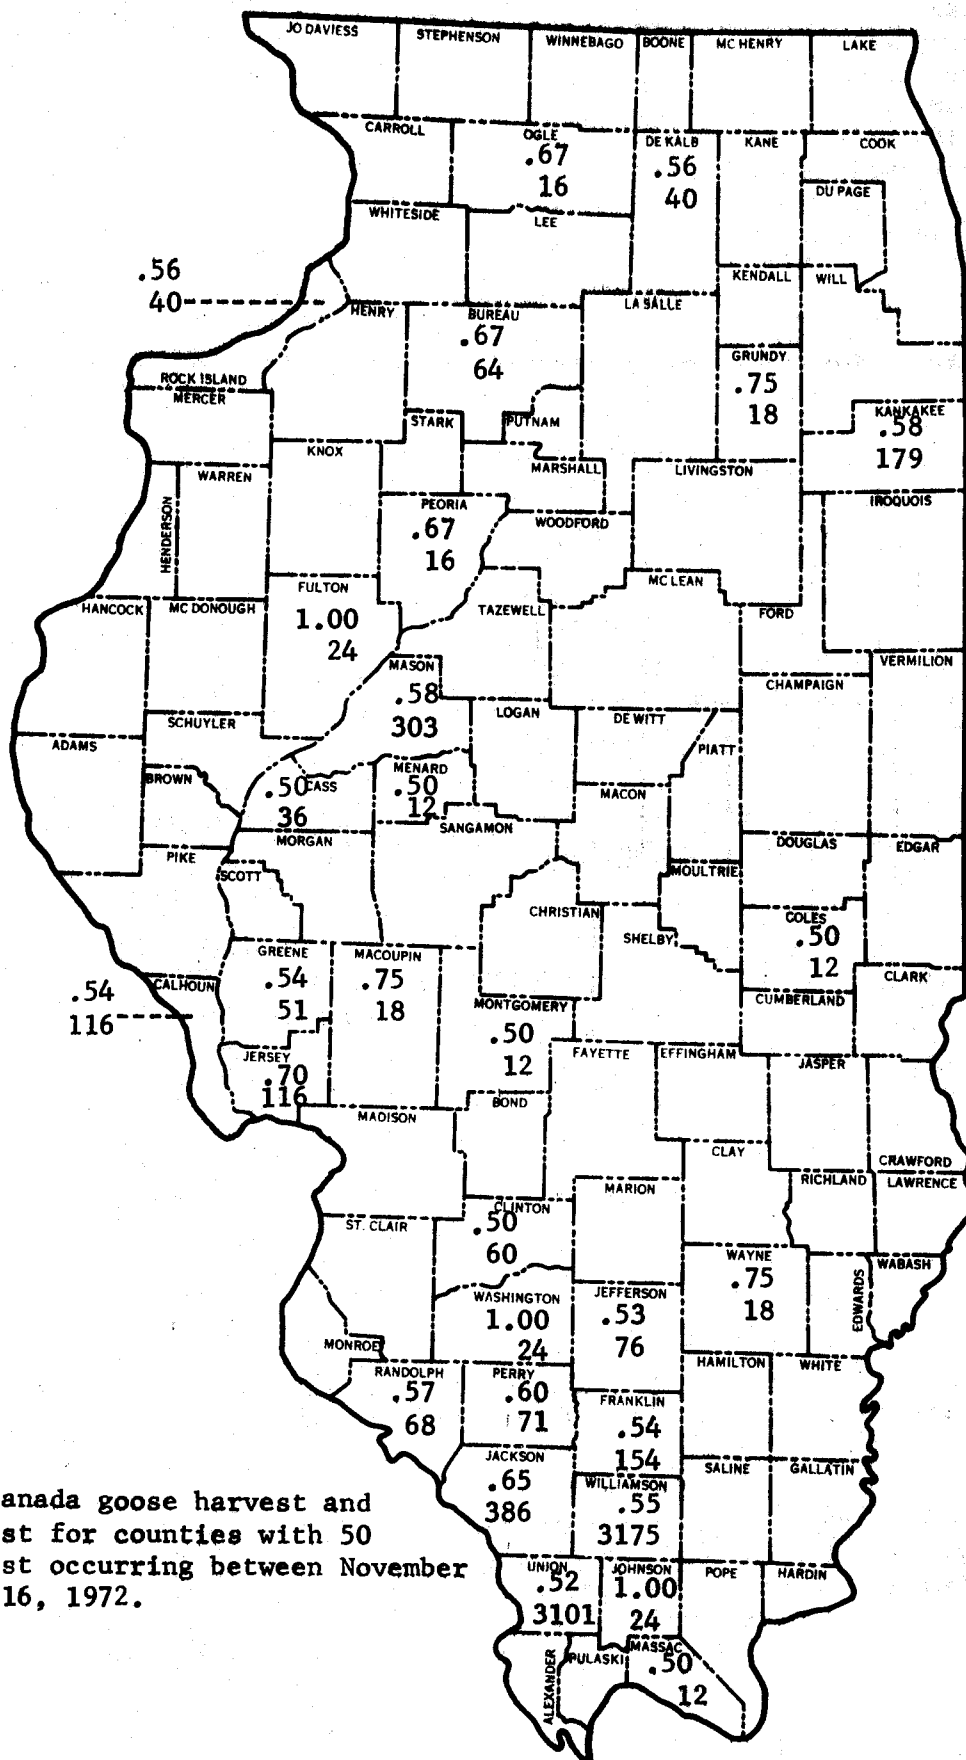 JO DAVIESS
STEPHENSON
WINNEBAGO
BOONE
MC HENRY
LAKE
CARROLL
OGLE
.67
16
DE KALB
.56
40
KANE
COOK
DU PAGE
WHITESIDE
LEE
KENDALL
WILL
.56
40
HENRY
BUREAU
.67
64
LA SALLE
GRUNDY
.75
18
ROCK ISLAND
MERCER
STARK
PUTNAM
KANKAKEE
.58
179
KNOX
MARSHALL
LIVINGSTON
WARREN
HENDERSON
PEORIA
.67
16
WOODFORD
IROQUOIS
FULTON
1.00
24
MC LEAN
HANCOCK
MC DONOUGH
TAZEWELL
FORD
MASON
.58
303
VERMILION
CHAMPAIGN
SCHUYLER
LOGAN
DE WITT
PIATT
ADAMS
BROWN
CASS
.50
36
MENARD
.50
12
MACON
SANGAMON
MORGAN
PIKE
SCOTT
DOUGLAS
EDGAR
MOULTRIE
CHRISTIAN
SHELBY
COLES
.50
12
GREENE
.54
51
MACOUPIN
.75
18
CLARK
CALHOUN
.54
116
CUMBERLAND
MONTGOMERY
.50
12
JERSEY
.70
116
FAYETTE
EFFINGHAM
JASPER
BOND
MADISON
CLAY
CRAWFORD
RICHLAND
LAWRENCE
MARION
CLINTON
.50
60
ST. CLAIR
WAYNE
.75
18
WABASH
EDWARDS
WASHINGTON
1.00
24
JEFFERSON
.53
76
MONROE
RANDOLPH
.57
68
PERRY
.60
71
HAMILTON
WHITE
FRANKLIN
.54
154
JACKSON
.65
386
SALINE
GALLATIN
WILLIAMSON
.55
3175
anada goose harvest and
st for counties with 50
st occurring between November
16, 1972.
UNION
.52
3101
JOHNSON
1.00
24
POPE
HARDIN
ALEXANDER
PULASKI
MASSAC
.50
12